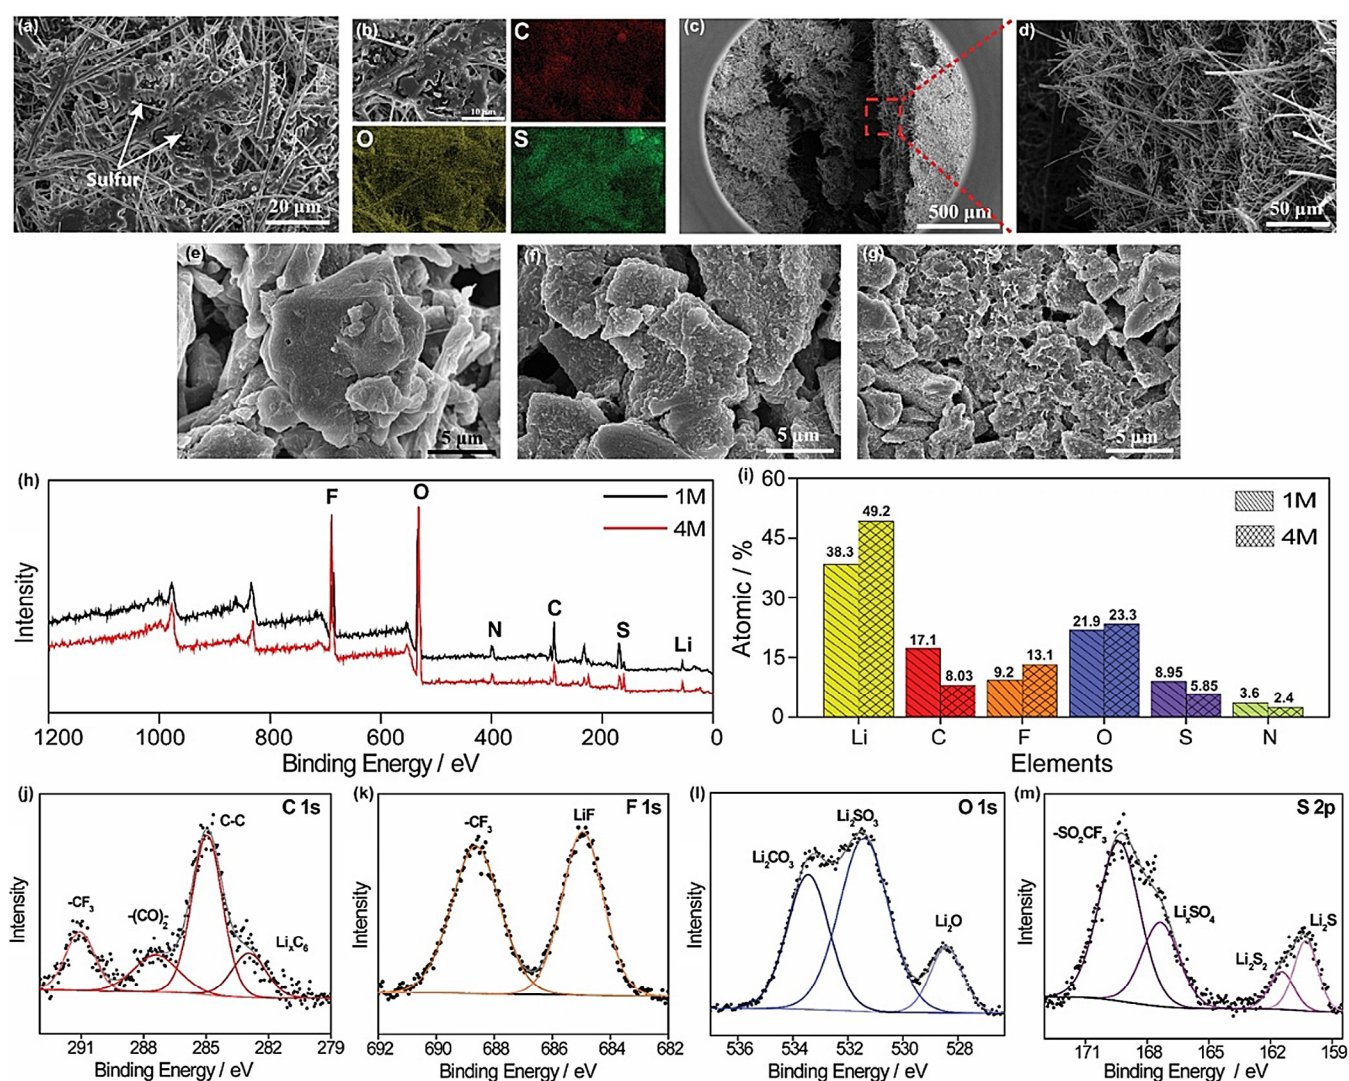 (a)
Sulfur
20 µm
(b)
10 µm
C
O
S
(c)
500 µm
d)
50 µm
(e)
5 µm
(f)
5 µm
(g)
5 µm
(h)
F
O
N
C
S
Li
1M
4M
Intensity
1200 1000 800 600 400 200 0
Binding Energy / eV
(i)
1M
4M
Atomic / %
60
45
30
15
0
38.3
49.2
17.1
8.03
9.2
13.1
21.9
23.3
8.95
5.85
3.6
2.4
Li C F O S N
Elements
(j)
C 1s
-CF₃
-(CO)₂-
C-C
LiₓC₆
Intensity
291 288 285 282 279
Binding Energy / eV
(k)
F 1s
-CF₃
LiF
Intensity
692 690 688 686 684 682
Binding Energy / eV
(l)
O 1s
Li₂CO₃
Li₂SO₃
Li₂O
Intensity
536 534 532 530 528
Binding Energy / eV
(m)
S 2p
-SO₂CF₃
LiₓSO₄
Li₂S₂
Li₂S
Intensity
171 168 165 162 159
Binding Energy / eV